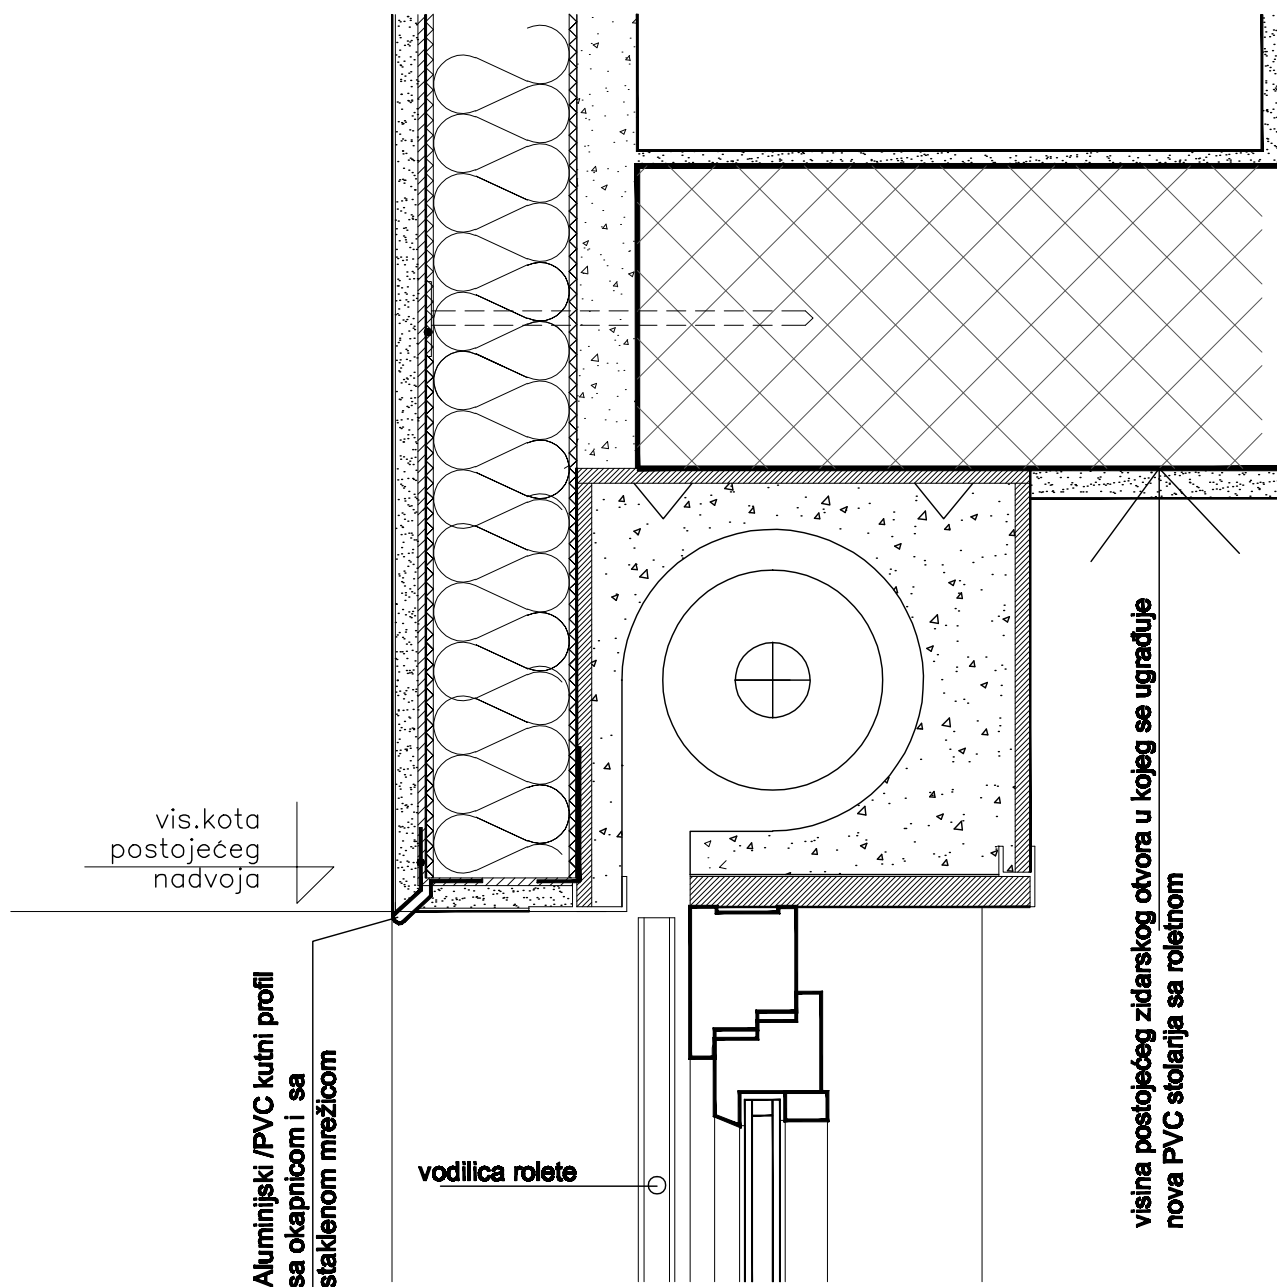 vis.kota
postojećeg
nadvoja
Aluminijski /PVC kutni profil
sa okapnicom i sa
staklenom mrežicom
vodilica rolete
visina postojećeg zidarskog otvora u kojeg se ugrađuje
nova PVC stolarija sa roletnom